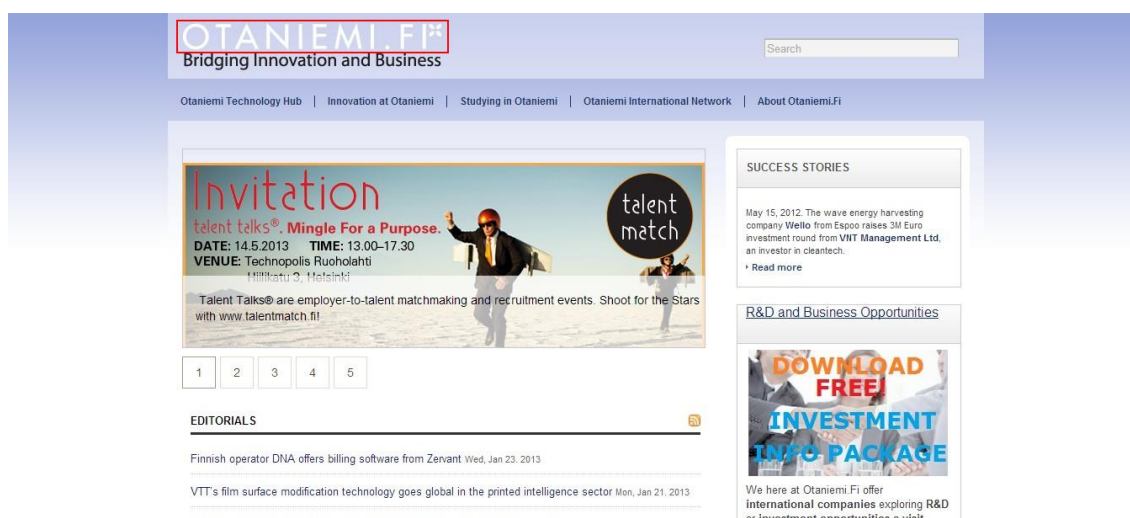 OTANIEMI.FI
Bridging Innovation and Business
Search
Otaniemi Technology Hub | Innovation at Otaniemi | Studying in Otaniemi | Otaniemi International Network | About Otaniemi.Fi
Invitation
talent talks®. Mingle For a Purpose.
DATE: 14.5.2013 TIME: 13.00–17.30
VENUE: Technopolis Ruoholahti
Hiilikatu 3, Helsinki
talent
match
Talent Talks® are employer-to-talent matchmaking and recruitment events. Shoot for the Stars
with www.talentmatch.fi!
1 2 3 4 5
EDITORIALS
Finnish operator DNA offers billing software from Zervant Wed, Jan 23. 2013
VTT's film surface modification technology goes global in the printed intelligence sector Mon, Jan 21. 2013
SUCCESS STORIES
May 15, 2012. The wave energy harvesting
company Wello from Espoo raises 3M Euro
investment round from VNT Management Ltd,
an investor in cleantech.
Read more
R&D and Business Opportunities
DOWNLOAD
FREE!
INVESTMENT
INFO PACKAGE
We here at Otaniemi.Fi offer
international companies exploring R&D
or investment opportunities a visit